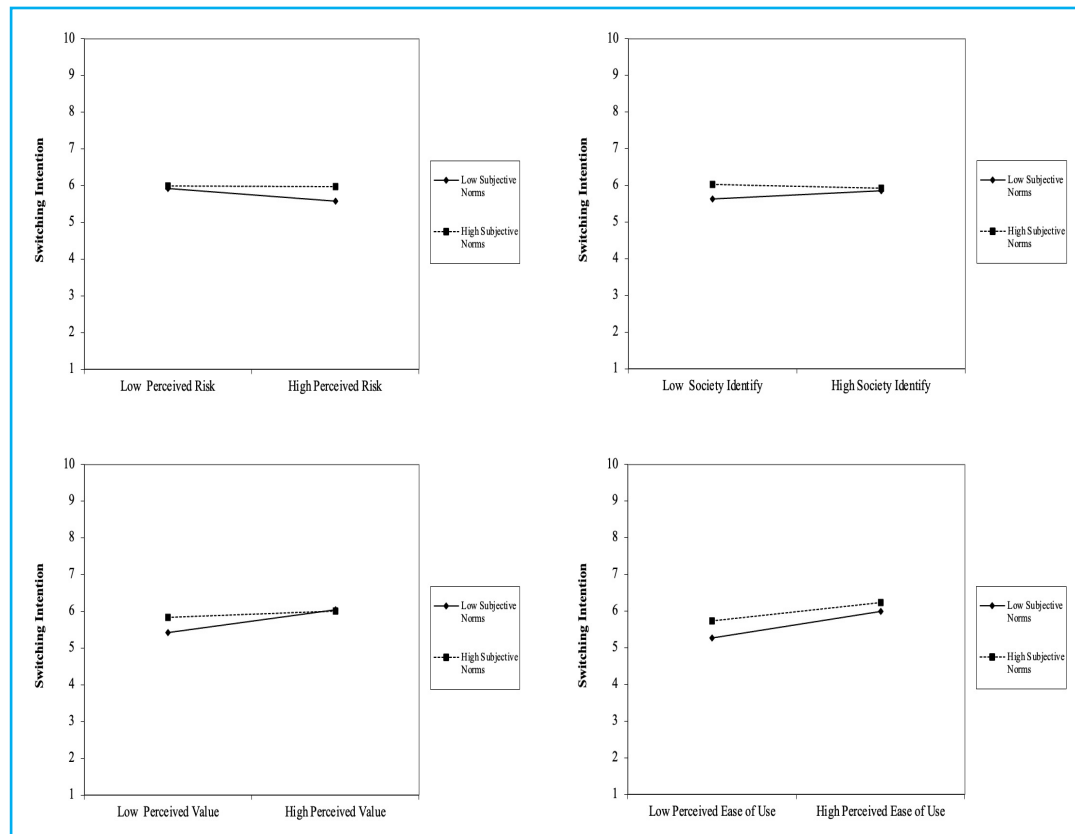 10
9
8
7
6
5
4
3
2
1
Switching Intention
Low Perceived Risk
High Perceived Risk
Low Subjective
Norms
High Subjective
Norms
10
9
8
7
6
5
4
3
2
1
Switching Intention
Low Society Identify
High Society Identify
Low Subjective
Norms
High Subjective
Norms
10
9
8
7
6
5
4
3
2
1
Switching Intention
Low Perceived Value
High Perceived Value
Low Subjective
Norms
High Subjective
Norms
10
9
8
7
6
5
4
3
2
1
Switching Intention
Low Perceived Ease of Use
High Perceived Ease of Use
Low Subjective
Norms
High Subjective
Norms